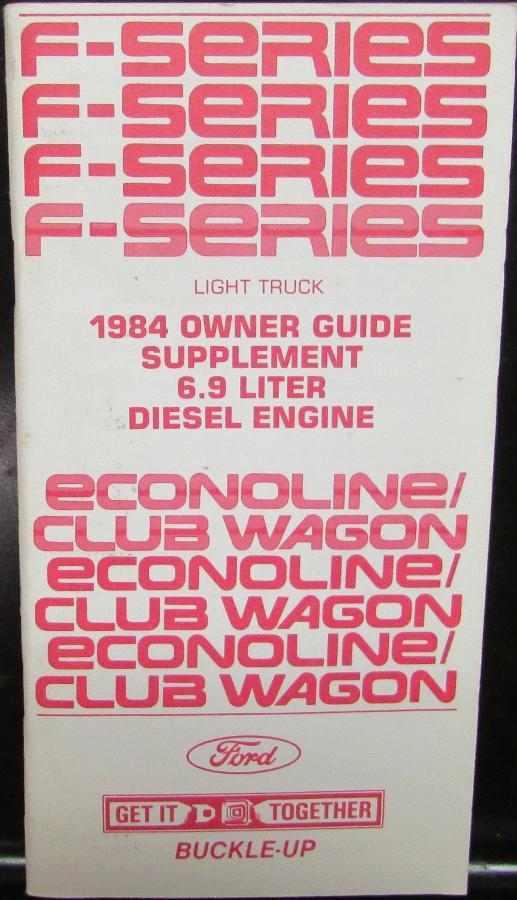 F-SERIES
F-SERIES
F-SERIES
F-SERIES
LIGHT TRUCK
1984 OWNER GUIDE
SUPPLEMENT
6.9 LITER
DIESEL ENGINE
ECONOLINE/
CLUB WAGON
ECONOLINE/
CLUB WAGON
ECONOLINE/
CLUB WAGON
Ford
GET IT TOGETHER
BUCKLE-UP